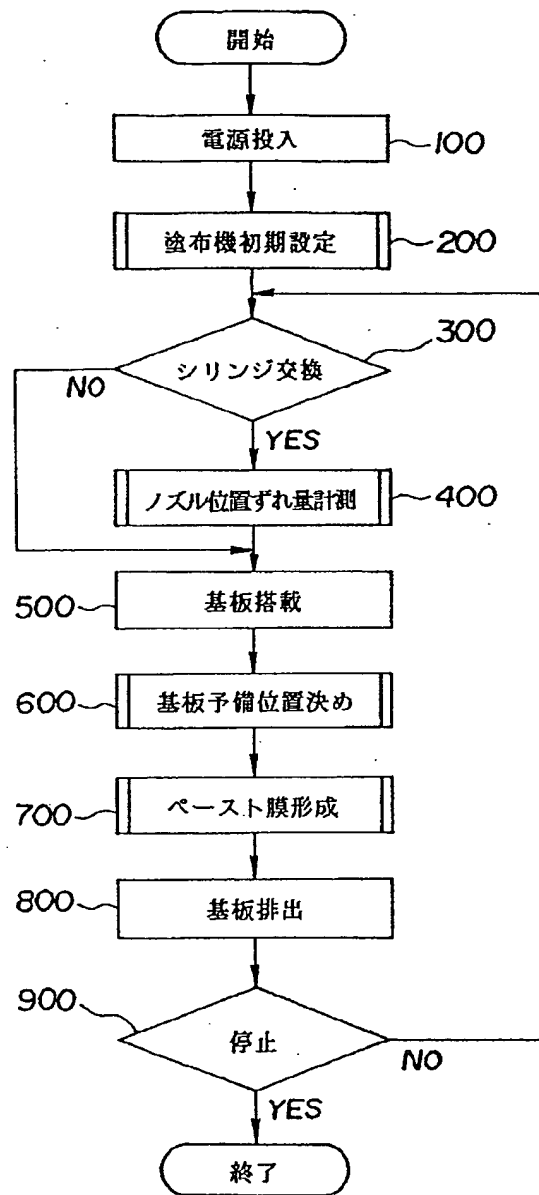 開始
電源投入
100
塗布機初期設定
200
シリンジ交換
300
NO
YES
ノズル位置ずれ量計測
400
500
基板搭載
600
基板予備位置決め
700
ペースト膜形成
800
基板排出
900
停止
NO
YES
終了